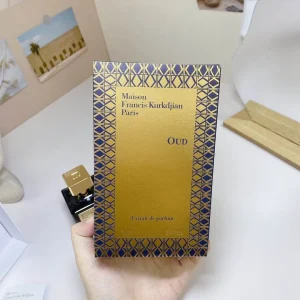 Maison
Francis Kurkdjian
Paris
OUD
Extrait de parfum